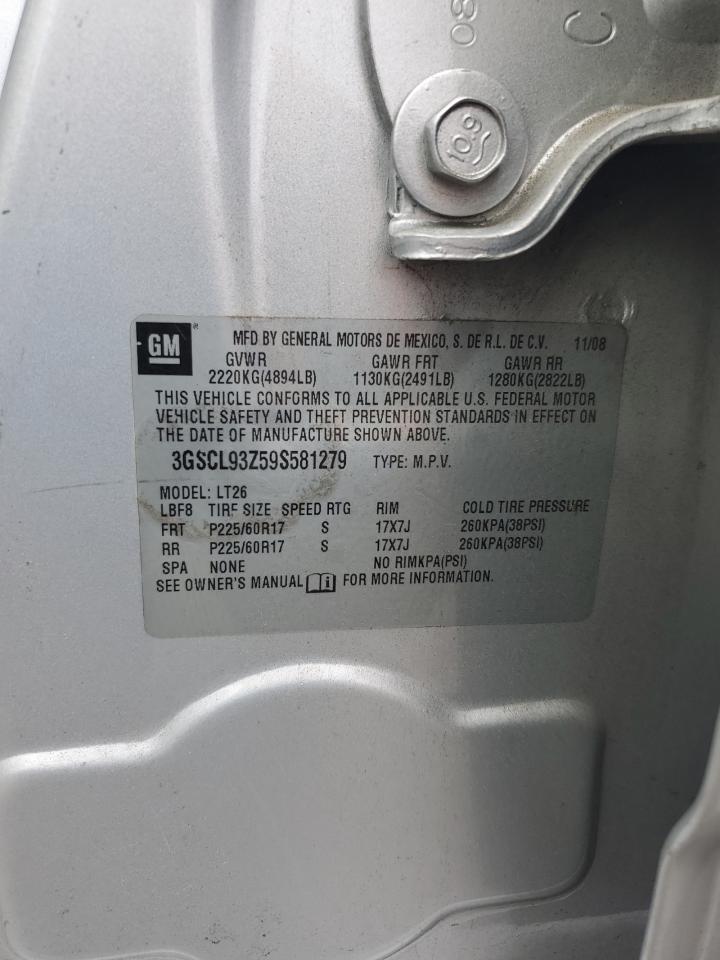 08
C
10.9
GM
MFD BY GENERAL MOTORS DE MEXICO, S. DE R.L. DE C.V. 11/08
GVWR GAWR FRT GAWR RR
2220KG(4894LB) 1130KG(2491LB) 1280KG(2822LB)
THIS VEHICLE CONFORMS TO ALL APPLICABLE U.S. FEDERAL MOTOR
VEHICLE SAFETY AND THEFT PREVENTION STANDARDS IN EFFECT ON
THE DATE OF MANUFACTURE SHOWN ABOVE.
3GSCL93Z59S581279 TYPE: M.P.V.
MODEL: LT26
LBF8 TIRE SIZE SPEED RTG RIM COLD TIRE PRESSURE
FRT P225/60R17 S 17X7J 260KPA(38PSI)
RR P225/60R17 S 17X7J 260KPA(38PSI)
SPA NONE NO RIMKPA(PSI)
SEE OWNER'S MANUAL i FOR MORE INFORMATION.